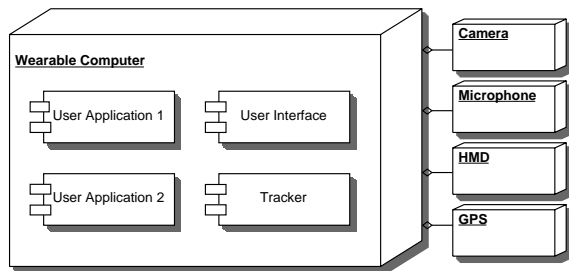 Wearable Computer
User Application 1
User Interface
User Application 2
Tracker
Camera
Microphone
HMD
GPS